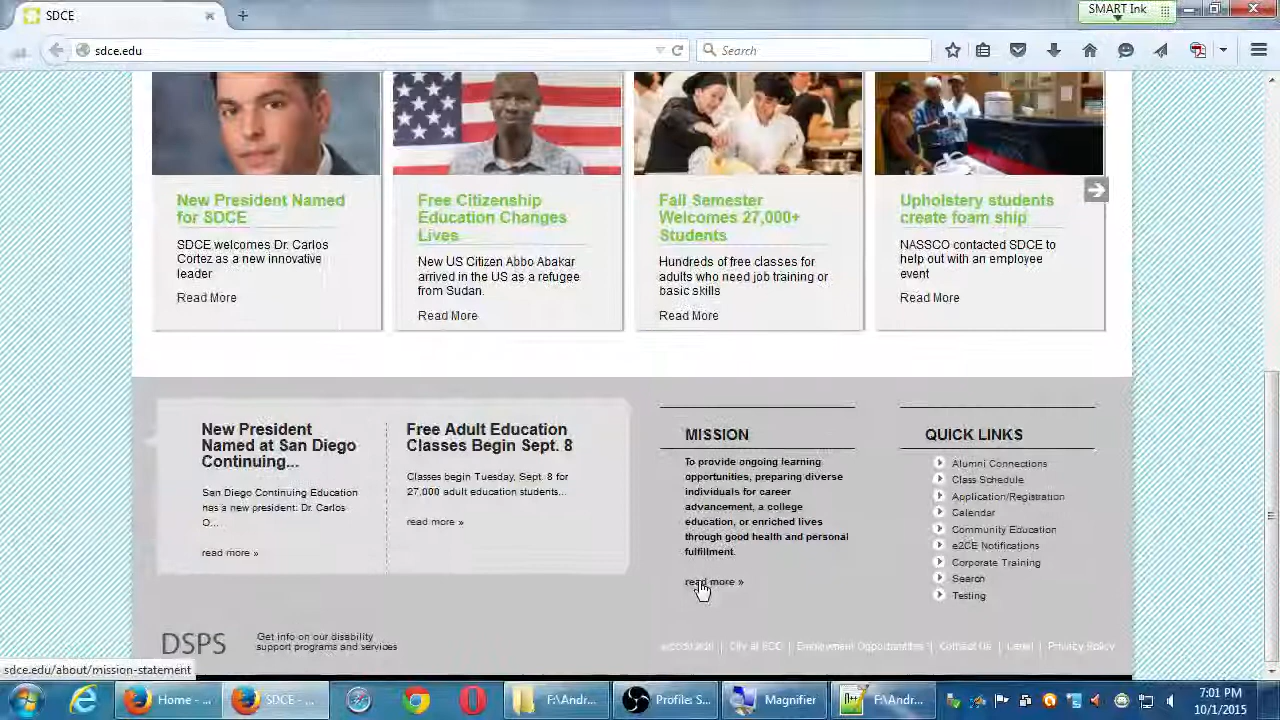 SDCE
SMART Ink
sdce.edu
Search
New President Named
for SDCE
SDCE welcomes Dr. Carlos
Cortez as a new innovative
leader
Read More
Free Citizenship
Education Changes
Lives
New US Citizen Abbo Abakar
arrived in the US as a refugee
from Sudan.
Read More
Fall Semester
Welcomes 27,000+
Students
Hundreds of free classes for
adults who need job training or
basic skills
Read More
Upholstery students
create foam ship
NASSCO contacted SDCE to
help out with an employee
event
Read More
New President
Named at San Diego
Continuing...
San Diego Continuing Education
has a new president: Dr. Carlos
O....
read more »
Free Adult Education
Classes Begin Sept. 8
Classes begin Tuesday, Sept. 8 for
27,000 adult education students...
read more »
MISSION
To provide ongoing learning
opportunities, preparing diverse
individuals for career
advancement, a college
education, or enriched lives
through good health and personal
fulfillment.
read more »
QUICK LINKS
Alumni Connections
Class Schedule
Application/Registration
Calendar
Community Education
e2CE Notifications
Corporate Training
Search
Testing
DSPS
Get info on our disability
support programs and services
City at ECC | Employment Opportunities | Contact Us | Legal | Privacy Policy
sdce.edu/about/mission-statement
Home - ...
SDCE - ...
F:\Andr...
Profile: S...
Magnifier
F:\Andr...
7:01 PM
10/1/2015